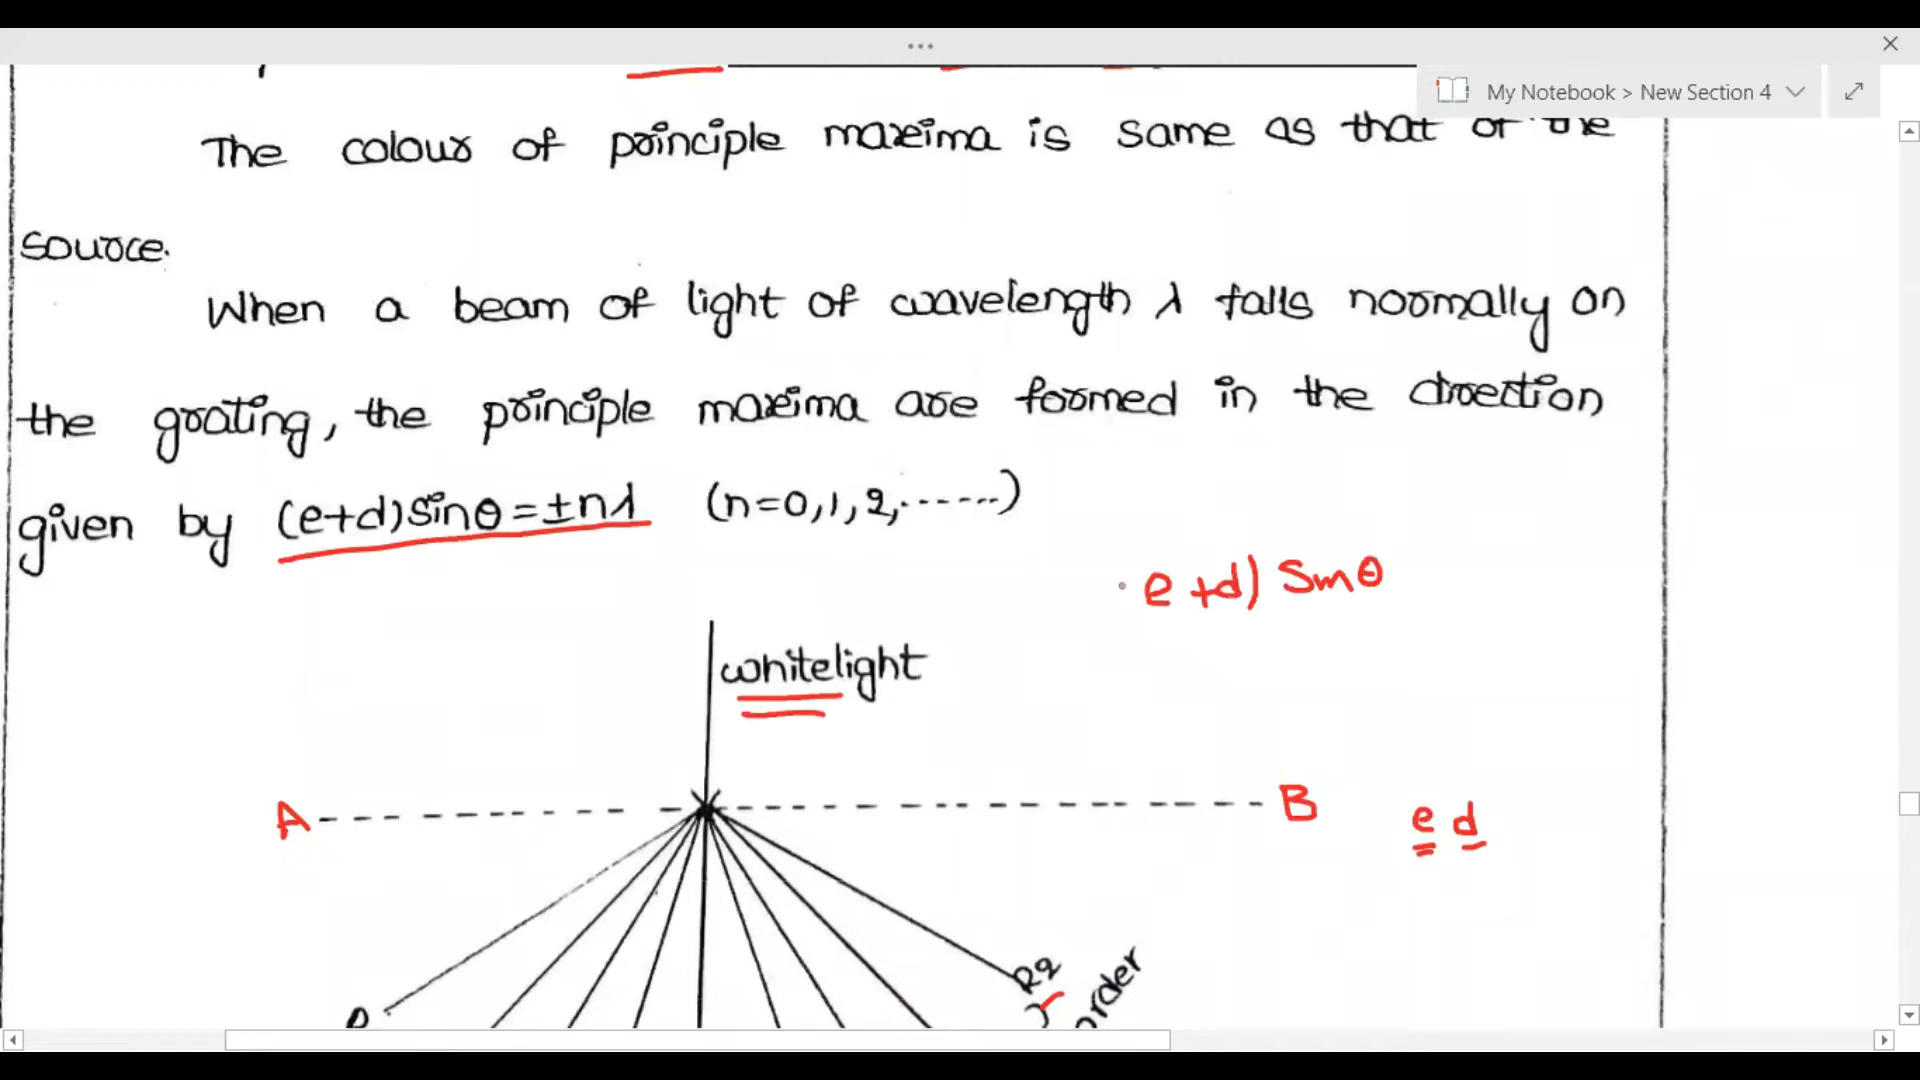 My Notebook > New Section 4
The colour of principle maxima is same as that of the
source.
When a beam of light of wavelength λ falls normally on
the grating, the principle maxima are formed in the direction
given by (e+d)sinθ=±nλ (n=0,1,2,......)
e+d) Sinθ
whitelight
A B
e d
R2
order